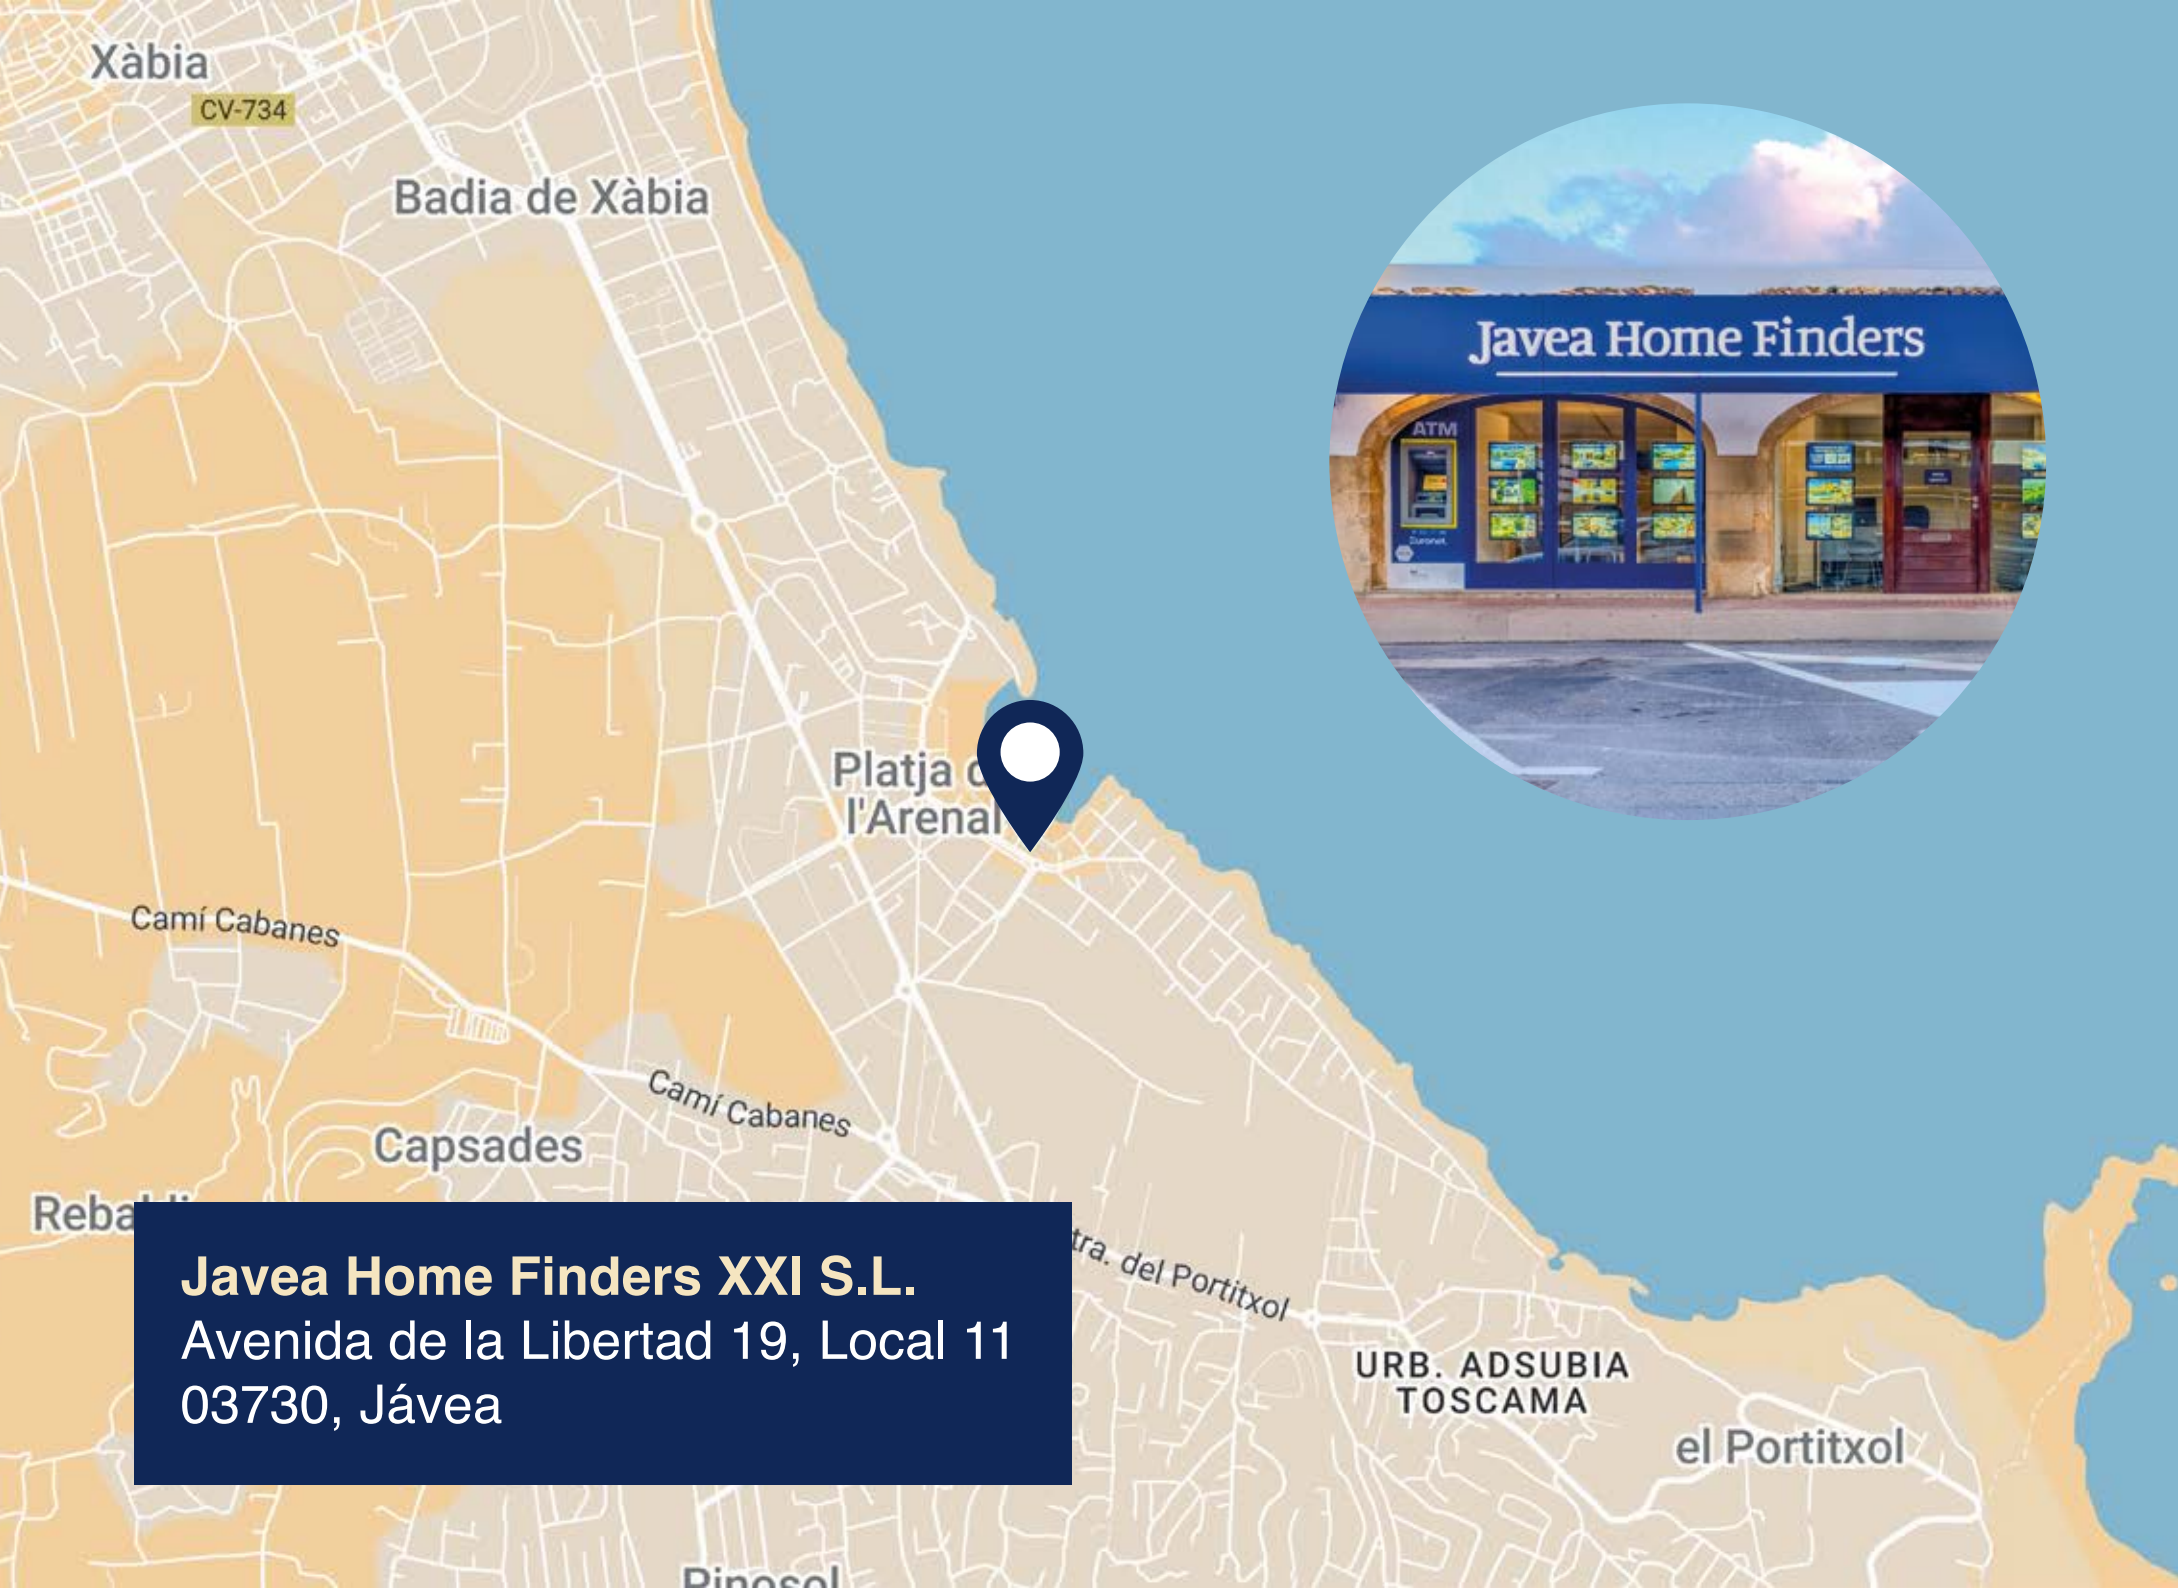 Xàbia
CV-734
Badia de Xàbia
Javea Home Finders
ATM
Euronet
Platja
l'Arenal
Camí Cabanes
Camí Cabanes
Capsades
tra. del Portitxol
Javea Home Finders XXI S.L.
Avenida de la Libertad 19, Local 11
03730, Jávea
URB. ADSUBIA
TOSCAMA
el Portitxol
Pinosol